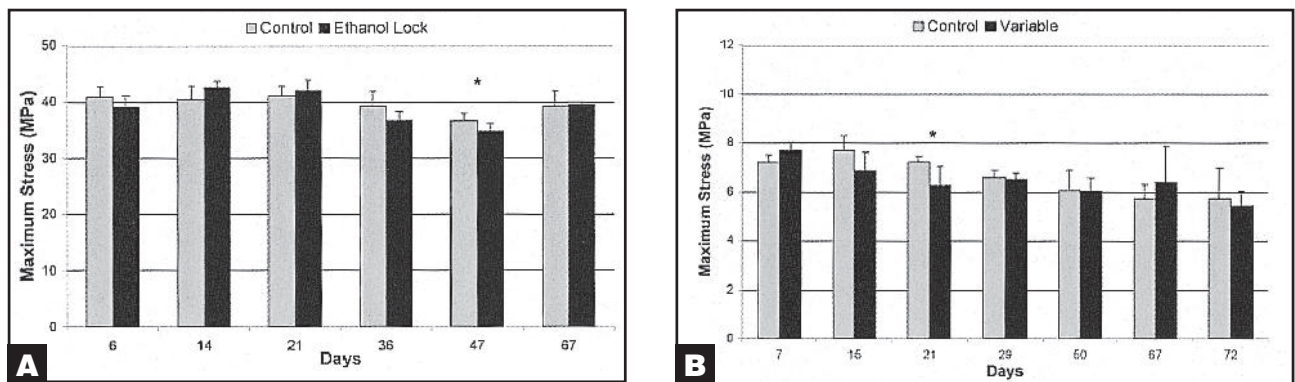 Control Ethanol Lock
Maximum Stress (MPa)
50
40
30
20
10
0
*
6 14 21 36 47 67
Days
A
Control Variable
Maximum Stress (MPa)
12
10
8
6
4
2
0
*
7 15 21 29 60 67 72
Days
B